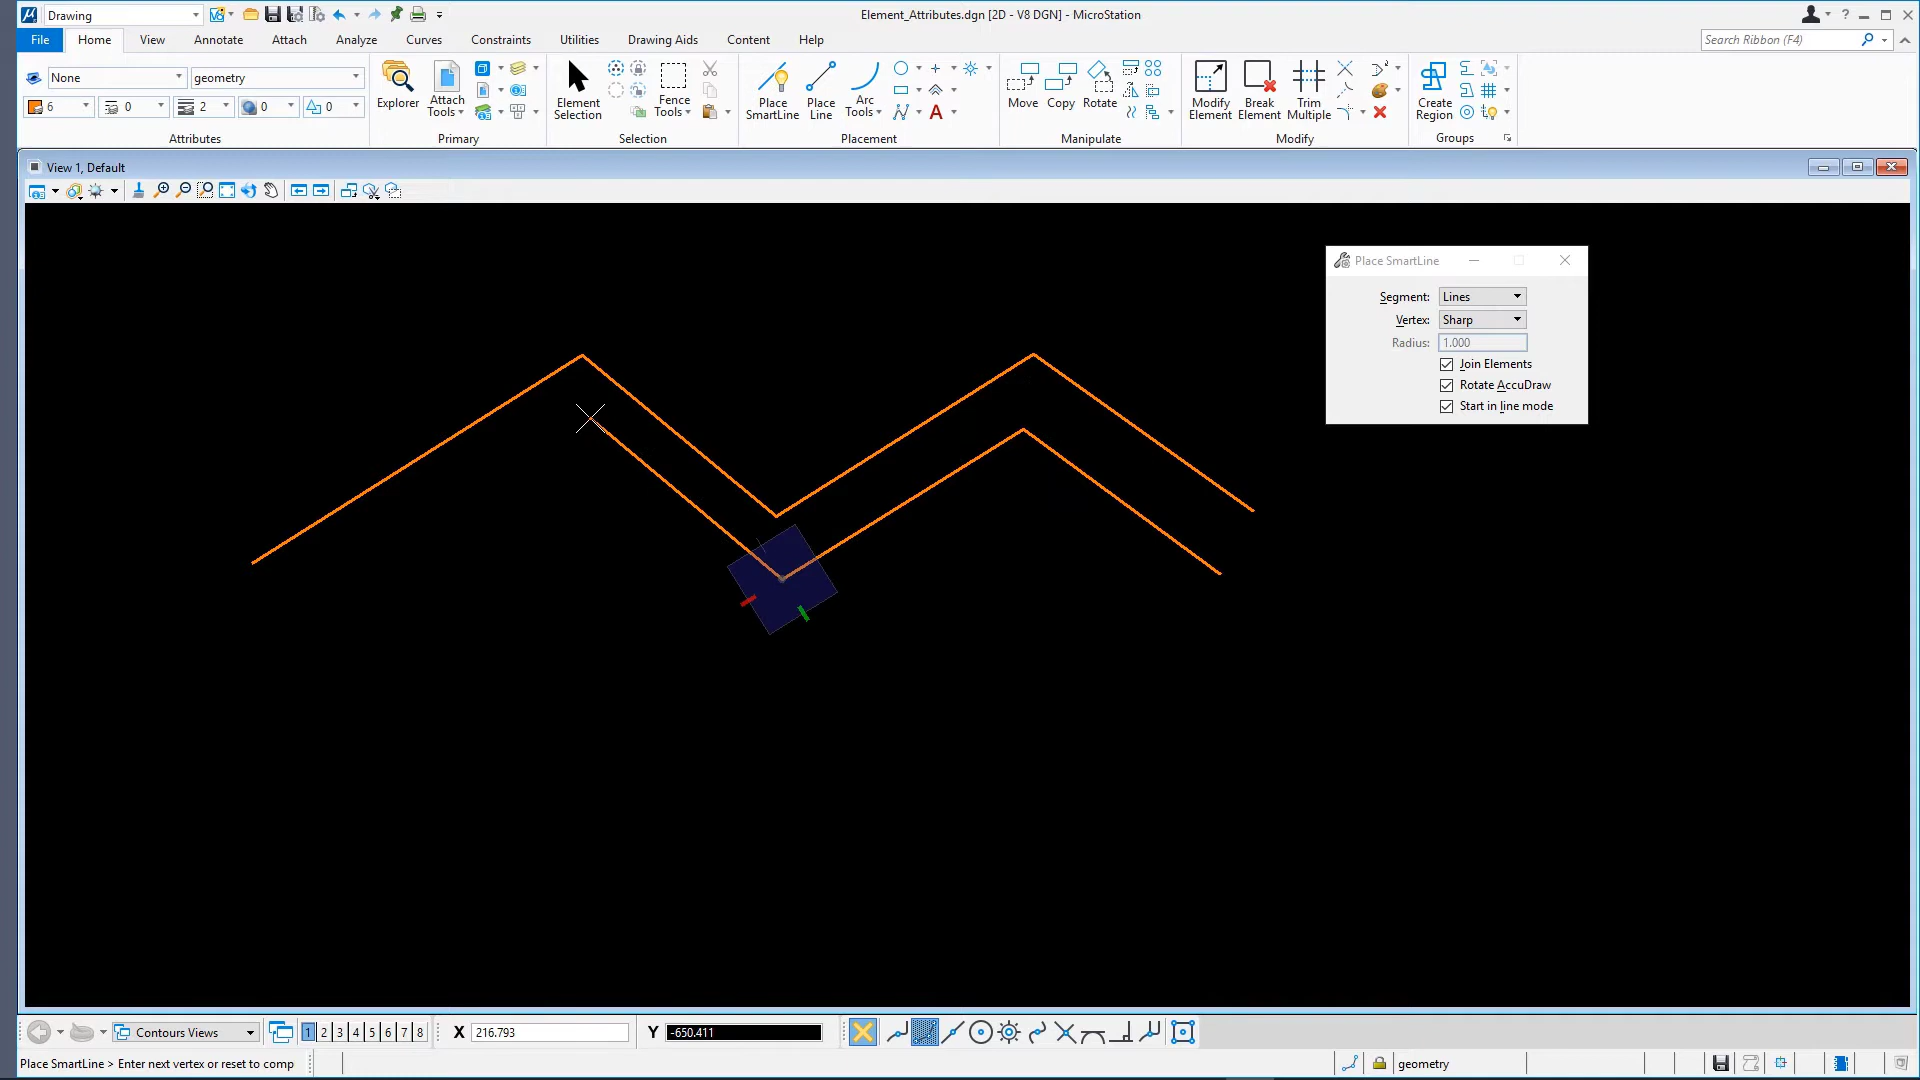 Drawing
Element_Attributes.dgn [2D - V8 DGN] - MicroStation
File Home View Annotate Attach Analyze Curves Constraints Utilities Drawing Aids Content Help
Search Ribbon (F4)
None geometry
6 0 2 0 0
Attributes
Explorer
Attach Tools
Primary
Element Selection
Fence Tools
Selection
Place SmartLine
Place Line
Arc Tools
Placement
Move Copy Rotate
Manipulate
Modify Element
Break Element
Trim Multiple
Modify
Create Region
Groups
View 1, Default
Place SmartLine
Segment: Lines
Vertex: Sharp
Radius: 1.000
Join Elements
Rotate AccuDraw
Start in line mode
Contours Views 1 2 3 4 5 6 7 8 X 216.793 Y -650.411
Place SmartLine > Enter next vertex or reset to comp
geometry